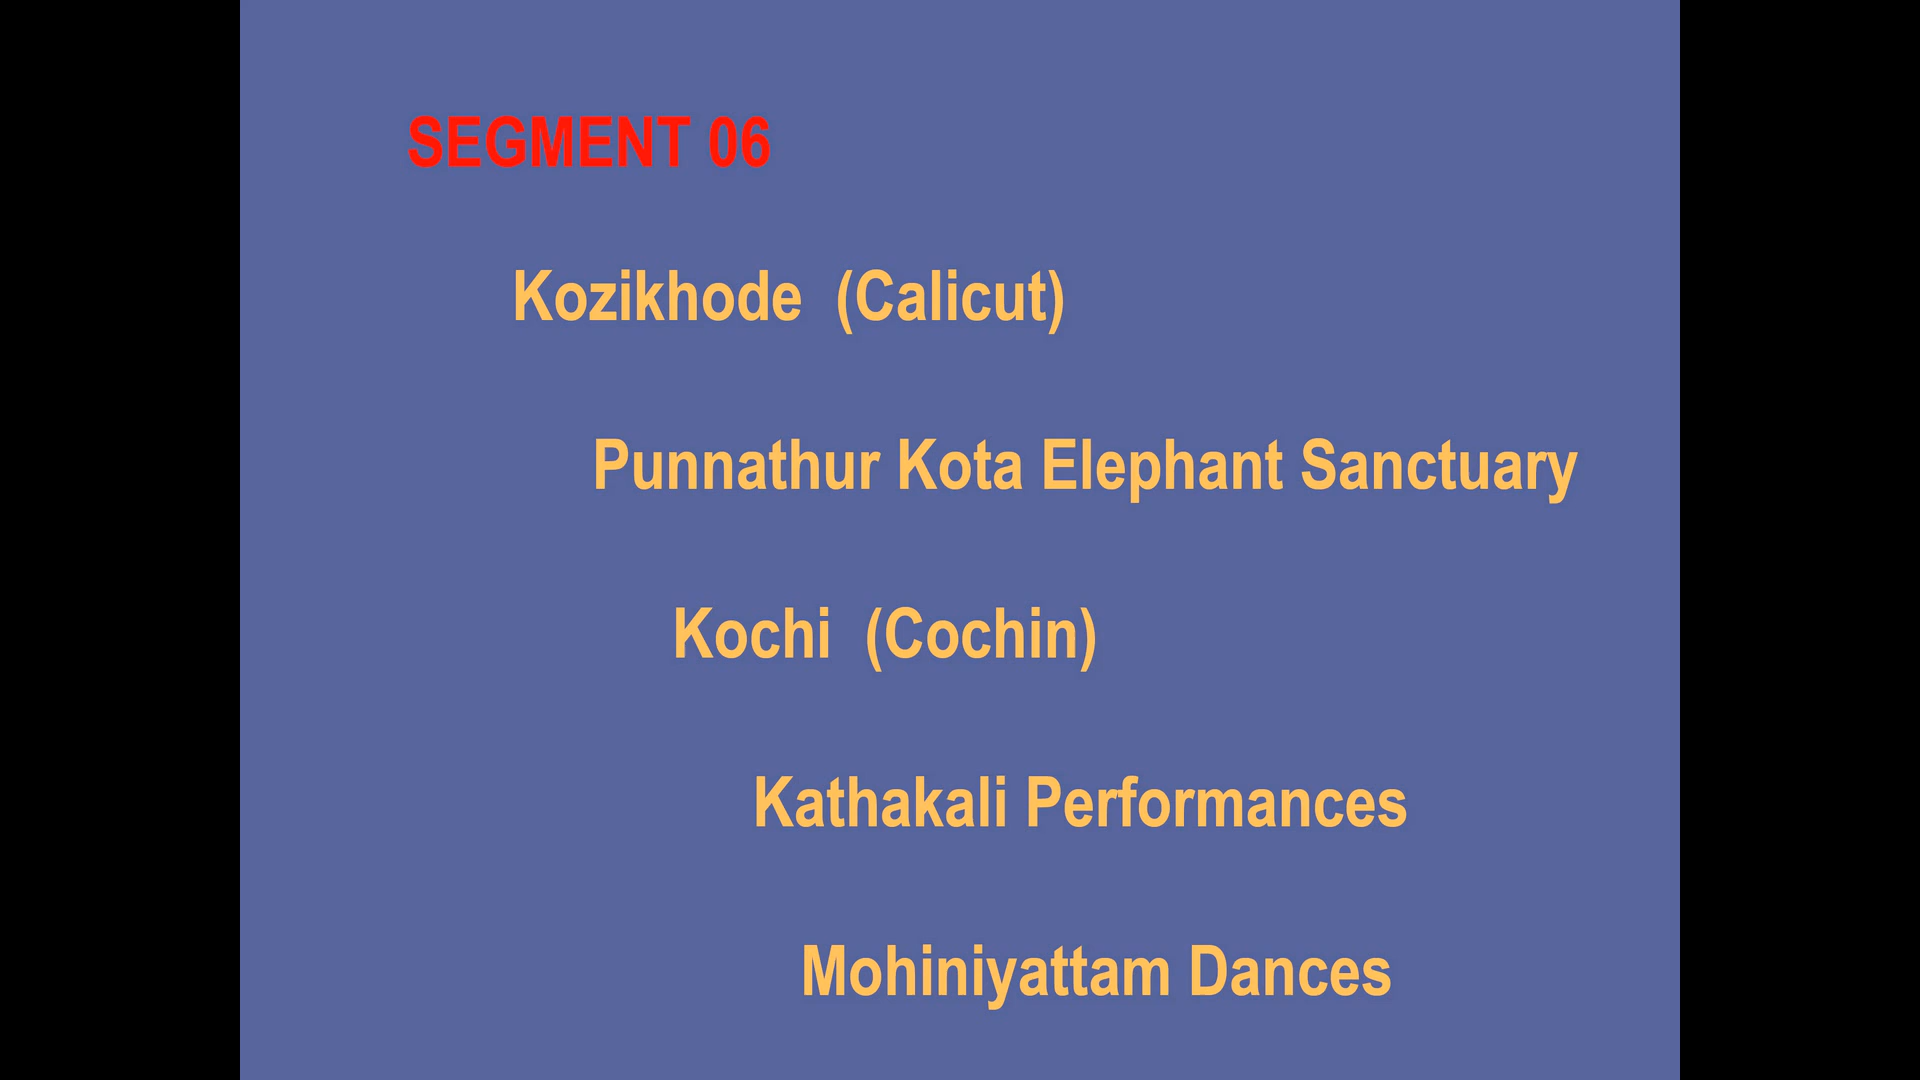 SEGMENT 06
Kozikhode (Calicut)
Punnathur Kota Elephant Sanctuary
Kochi (Cochin)
Kathakali Performances
Mohiniyattam Dances